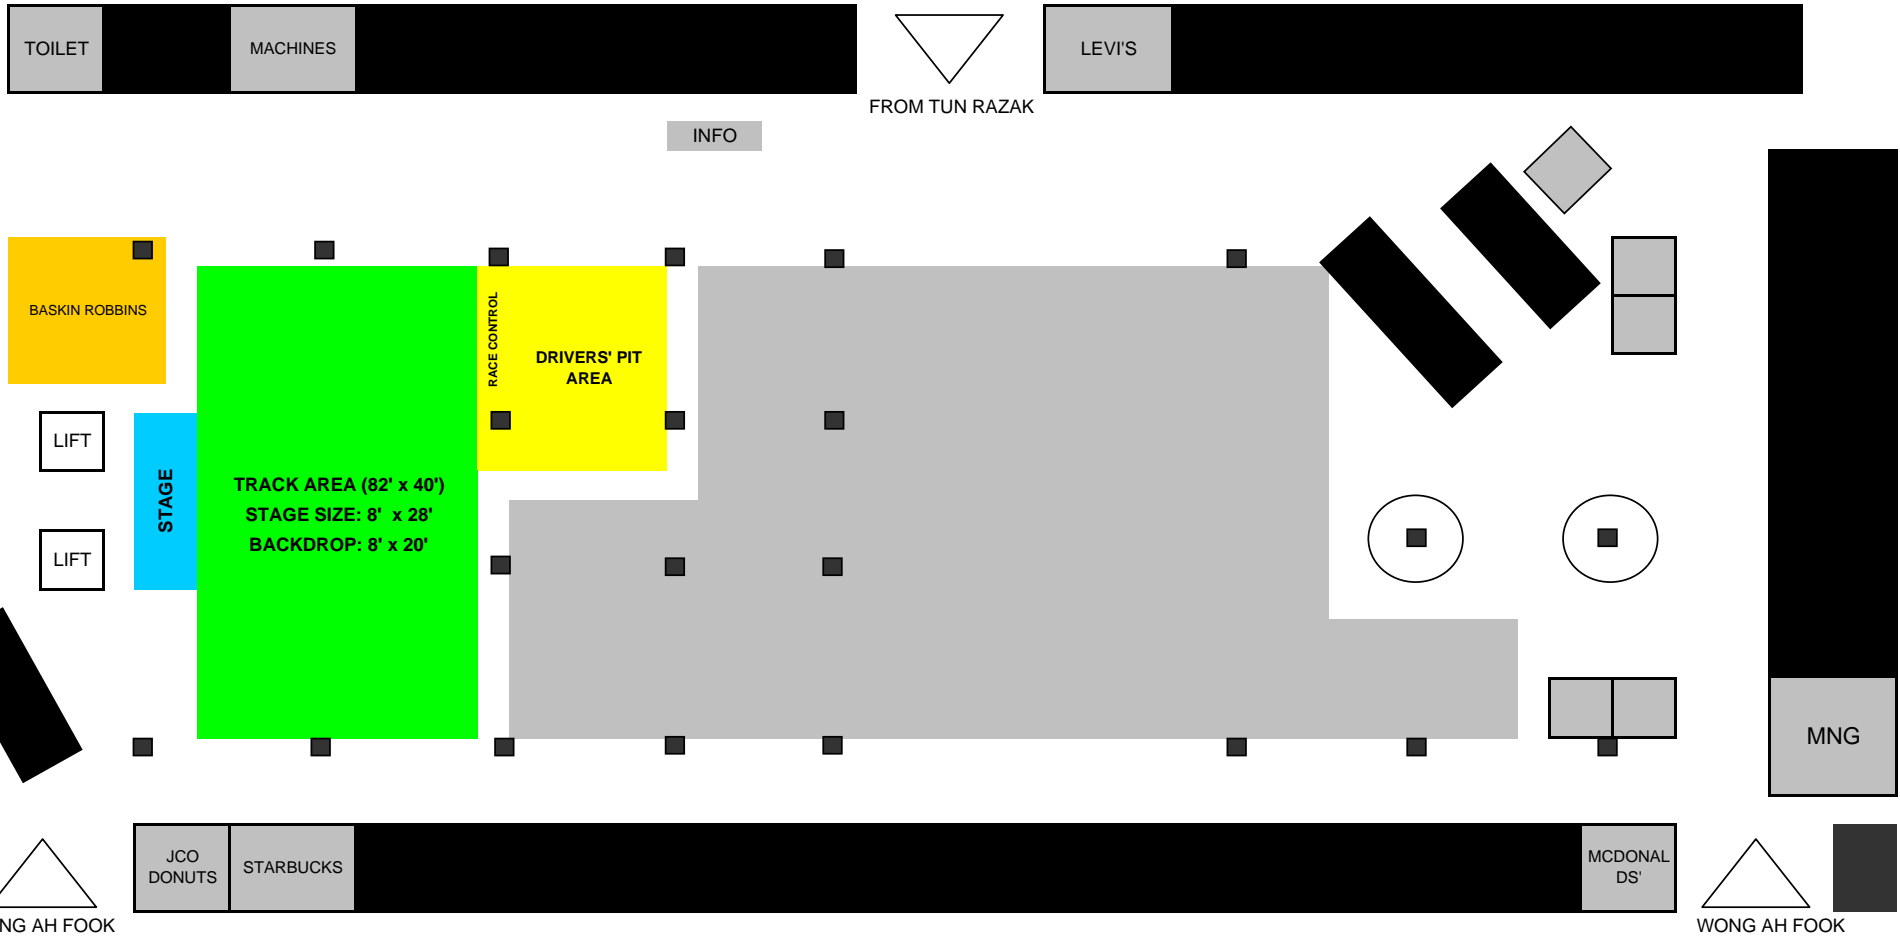 TOILET
MACHINES
LEVI'S
FROM TUN RAZAK
INFO
BASKIN ROBBINS
RACE CONTROL
DRIVERS' PIT
AREA
LIFT
STAGE
TRACK AREA (82' x 40')
STAGE SIZE: 8'  x 28'
BACKDROP: 8' x 20'
LIFT
MNG
JCO
DONUTS
STARBUCKS
MCDONAL
DS'
NG AH FOOK
WONG AH FOOK